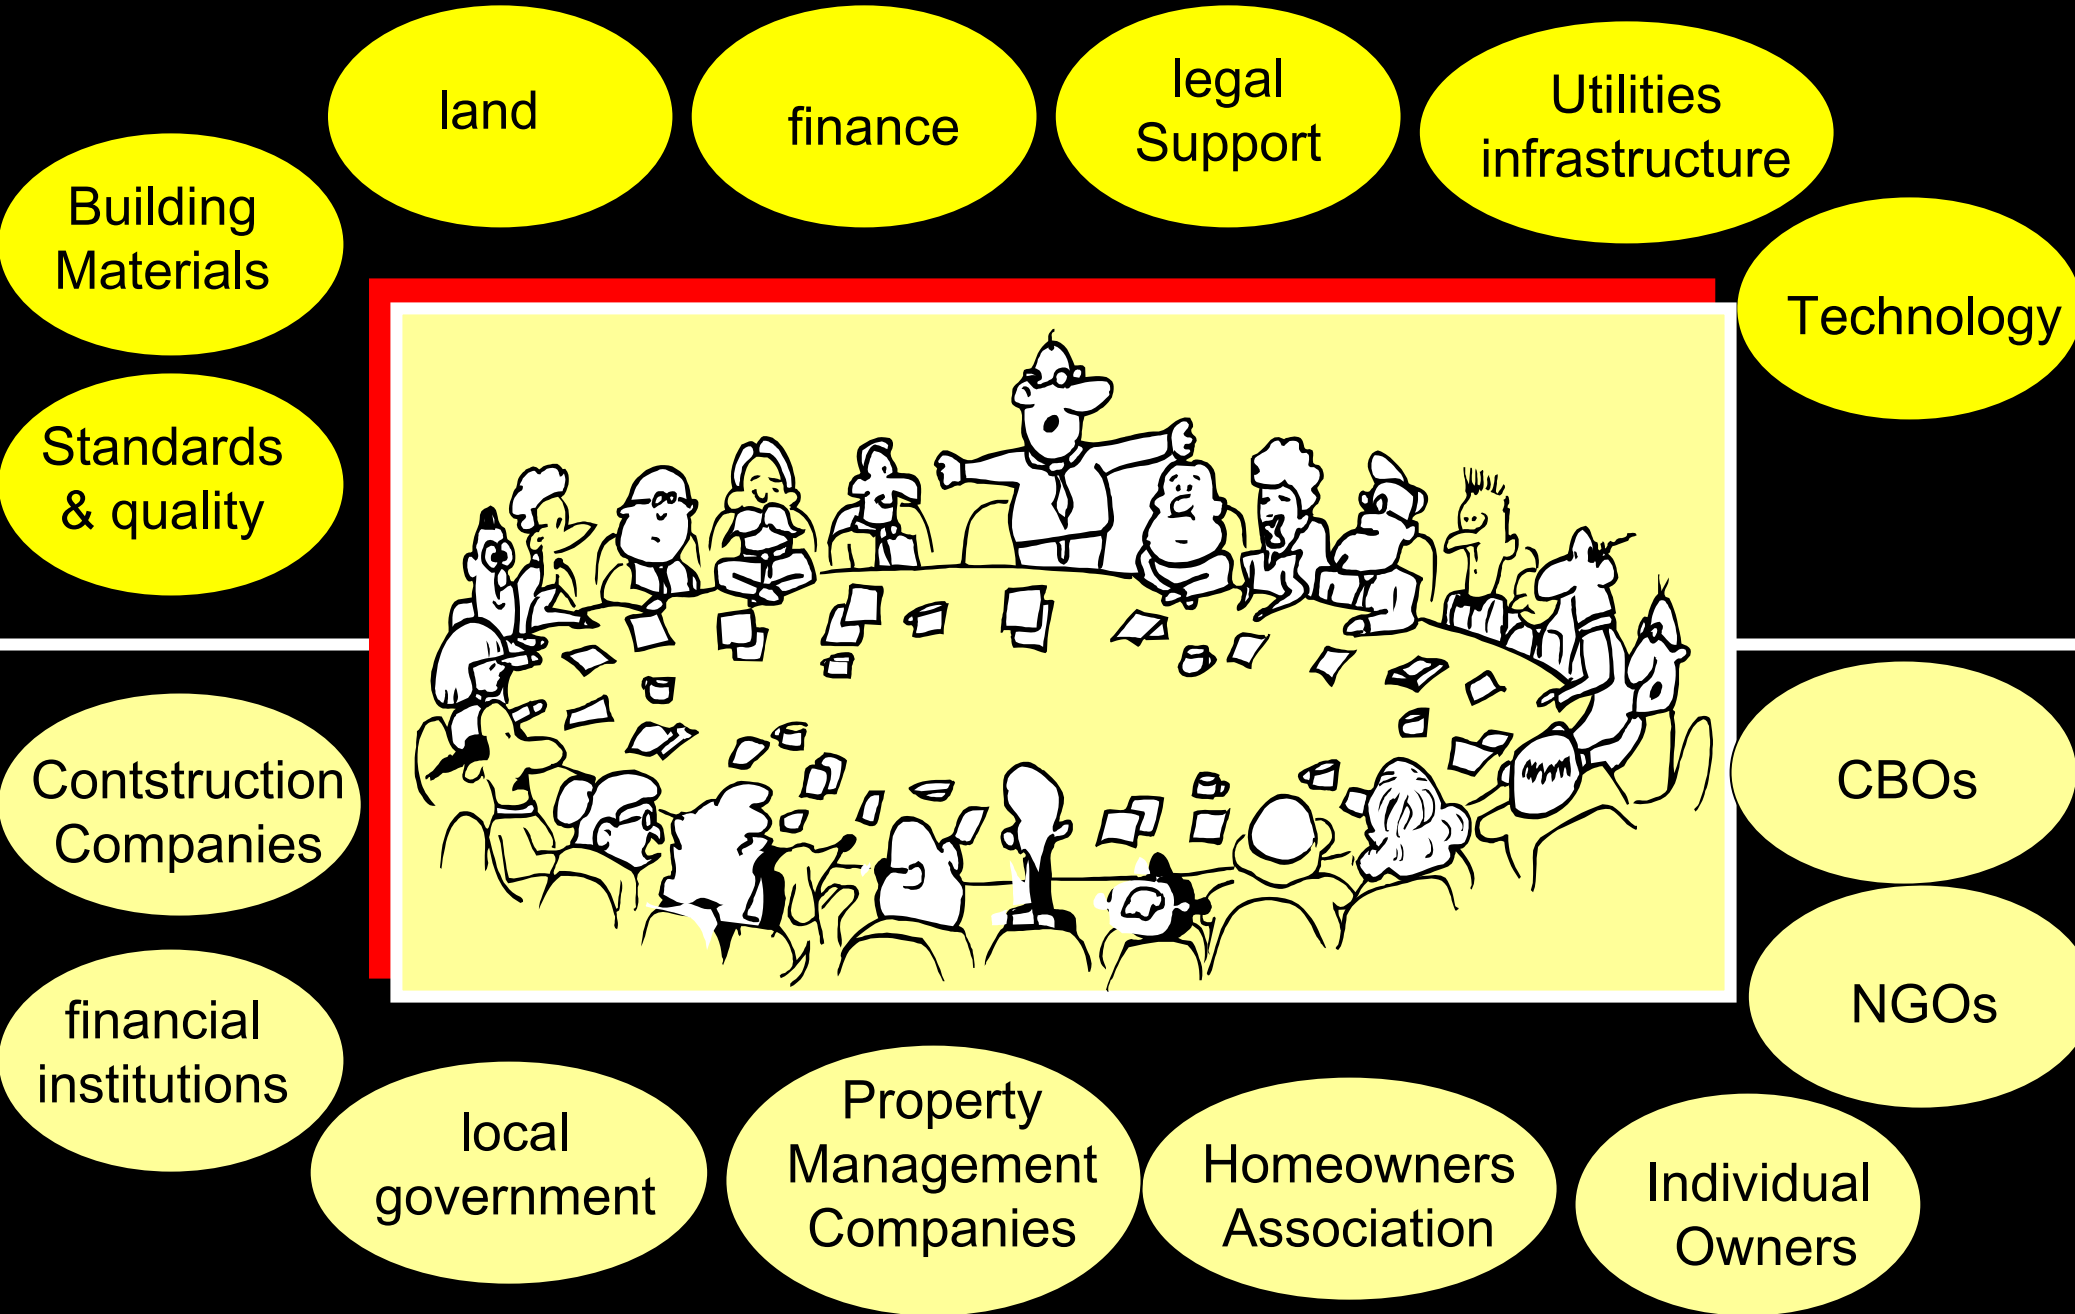 land
finance
legal
Support
Utilities
infrastructure
Building
Materials
Technology
Standards
& quality
Contstruction
Companies
CBOs
financial
institutions
NGOs
local
government
Property
Management
Companies
Homeowners
Association
Individual
Owners